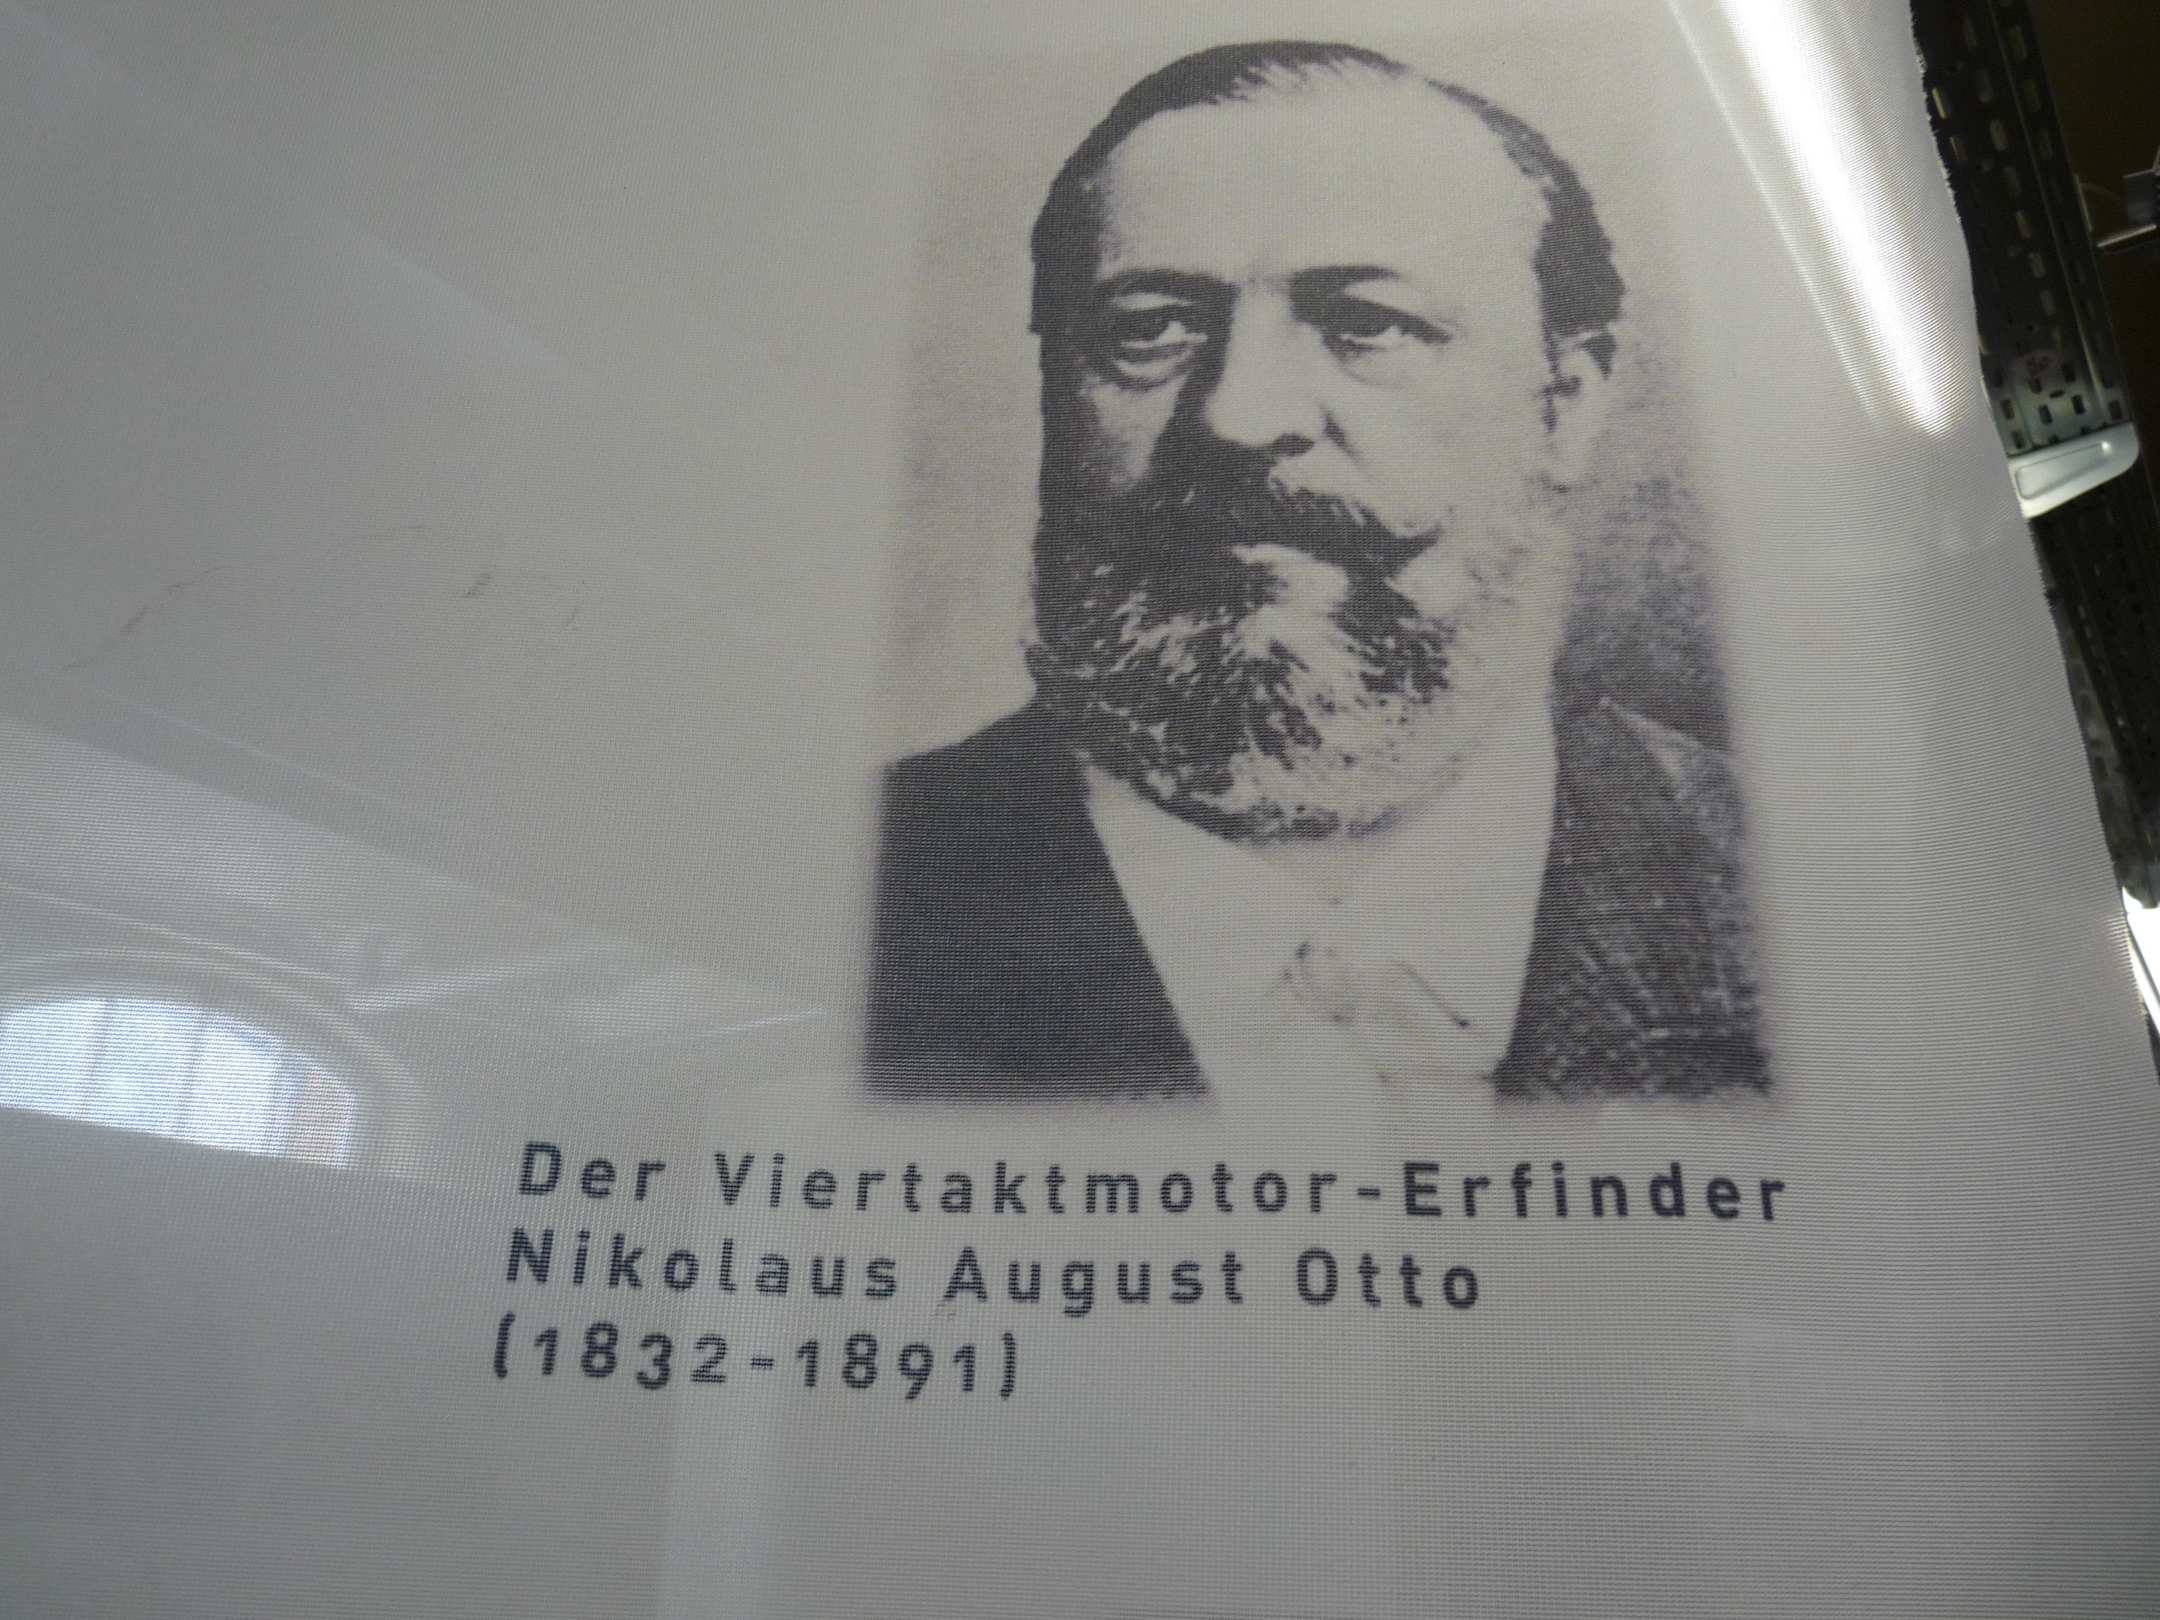 Der Viertaktmotor-Erfinder
Nikolaus August Otto
(1832-1891)